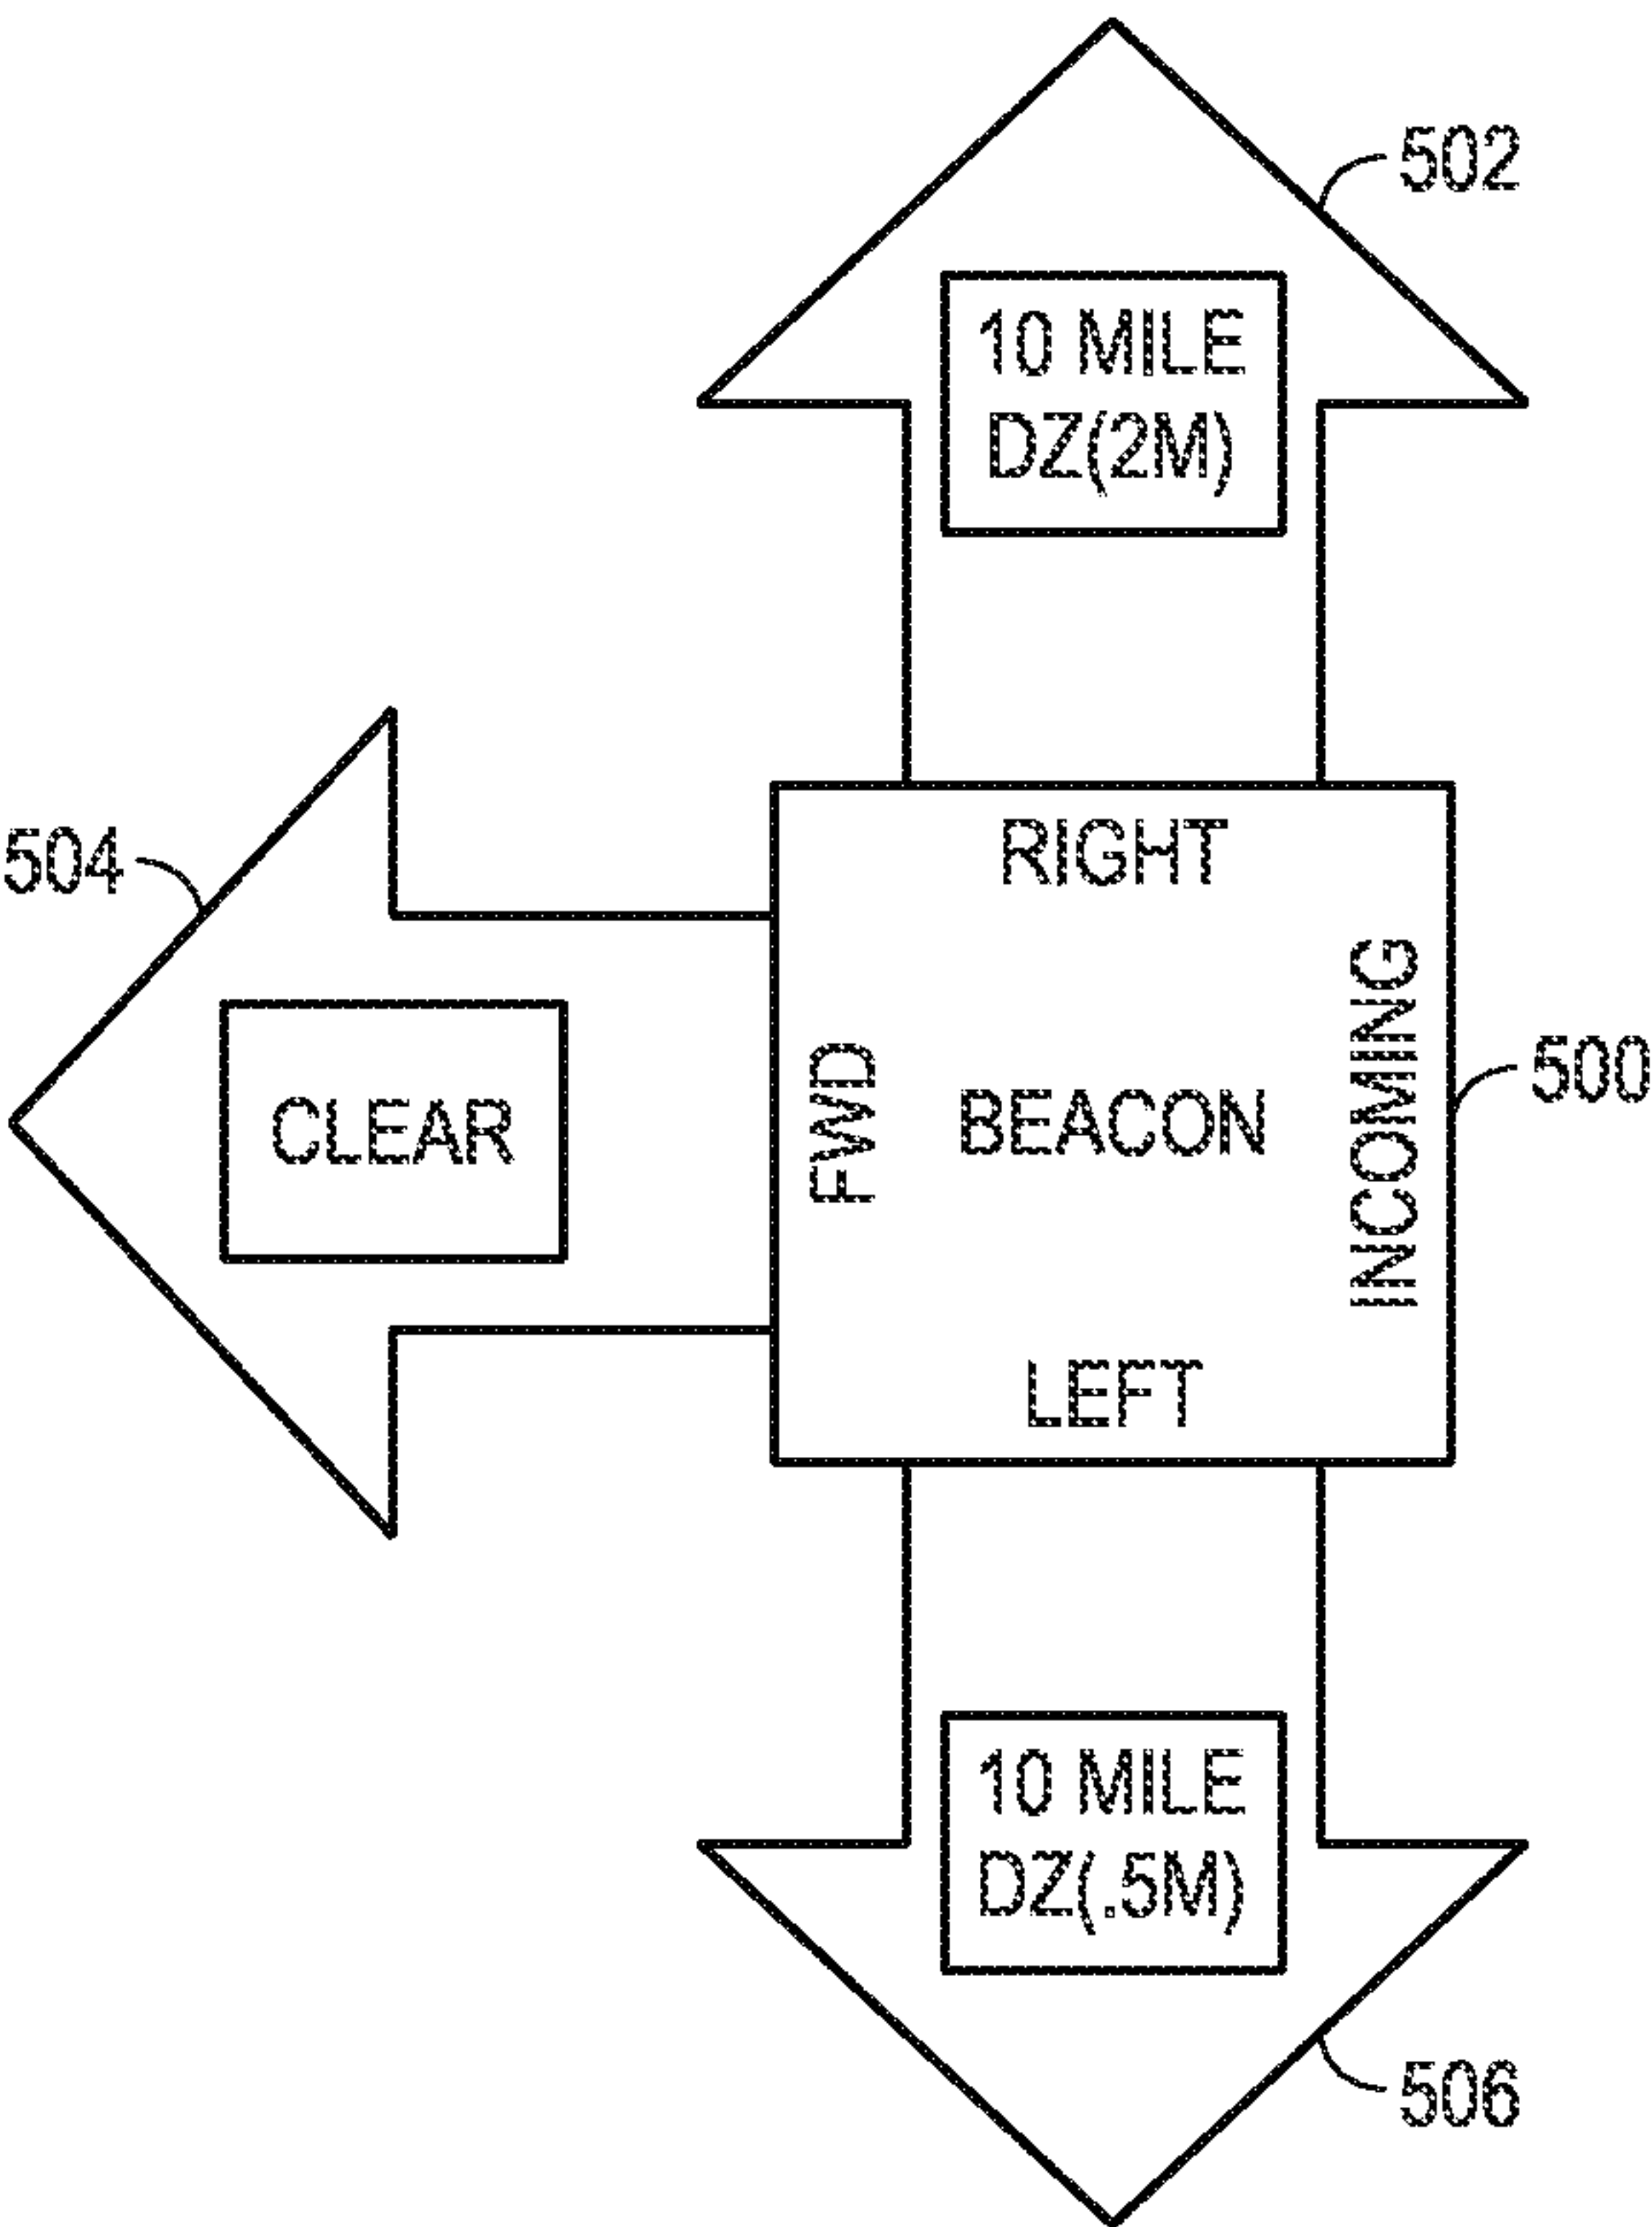 502
10 MILE
DZ(2M)
504
RIGHT
CLEAR
FWD
BEACON
INCOMING
500
LEFT
10 MILE
DZ(.5M)
506